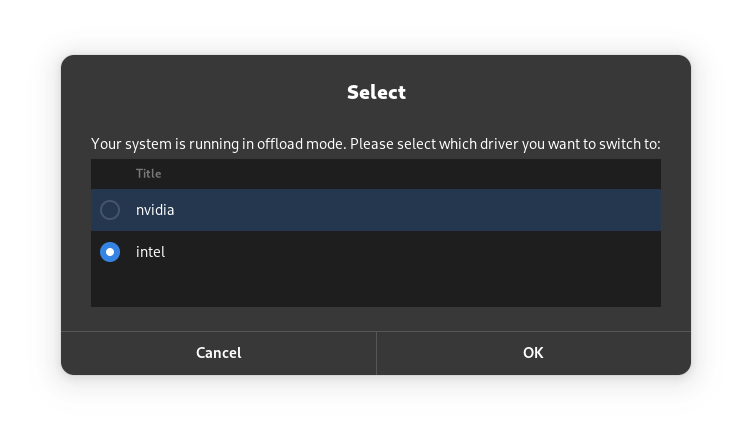 Select
Your system is running in offload mode. Please select which driver you want to switch to:
Title
nvidia
intel
Cancel
OK